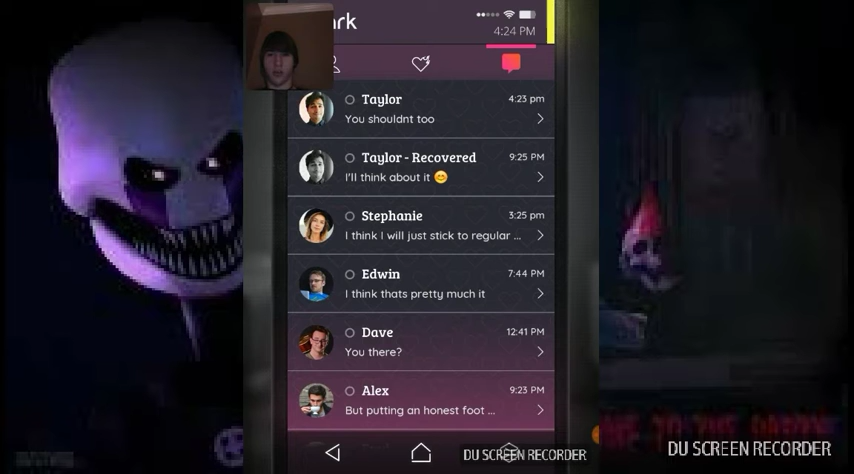 rk
4:24 PM
Taylor
4:23 pm
You shouldnt too
Taylor - Recovered
9:25 PM
I'll think about it 😊
Stephanie
3:25 pm
I think I will just stick to regular ...
Edwin
7:44 PM
I think thats pretty much it
Dave
12:41 PM
You there?
Alex
9:23 PM
But putting an honest foot ...
DU SCREEN RECORDER
DU SCREEN RECORDER